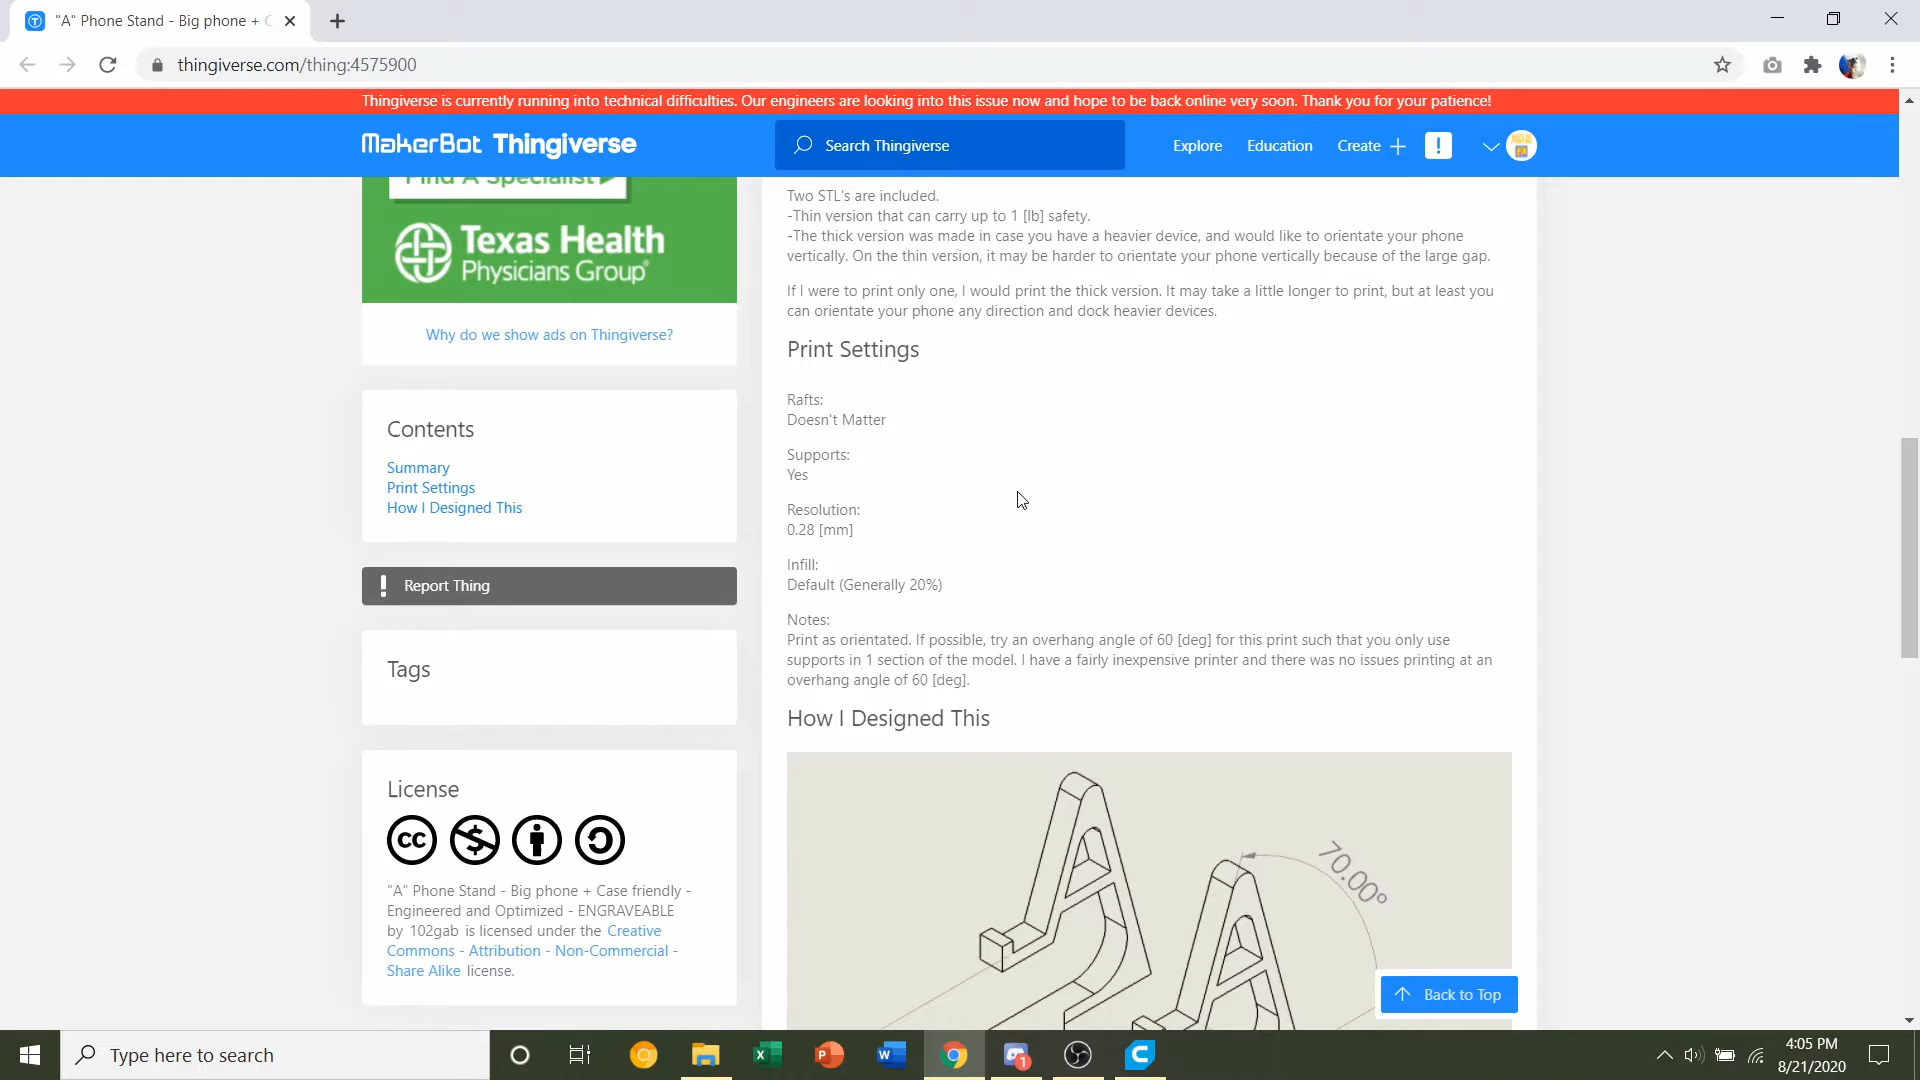 "A" Phone Stand - Big phone + C
thingiverse.com/thing:4575900
Thingiverse is currently running into technical difficulties. Our engineers are looking into this issue now and hope to be back online very soon. Thank you for your patience!
MakerBot Thingiverse
Search Thingiverse
Explore
Education
Create
Find A Specialist
Texas Health
Physicians Group
Why do we show ads on Thingiverse?
Contents
Summary
Print Settings
How I Designed This
Report Thing
Tags
License
cc
"A" Phone Stand - Big phone + Case friendly -
Engineered and Optimized - ENGRAVEABLE
by 102gab is licensed under the Creative
Commons - Attribution - Non-Commercial -
Share Alike license.
Two STL's are included.
-Thin version that can carry up to 1 [lb] safety.
-The thick version was made in case you have a heavier device, and would like to orientate your phone
vertically. On the thin version, it may be harder to orientate your phone vertically because of the large gap.
If I were to print only one, I would print the thick version. It may take a little longer to print, but at least you
can orientate your phone any direction and dock heavier devices.
Print Settings
Rafts:
Doesn't Matter
Supports:
Yes
Resolution:
0.28 [mm]
Infill:
Default (Generally 20%)
Notes:
Print as orientated. If possible, try an overhang angle of 60 [deg] for this print such that you only use
supports in 1 section of the model. I have a fairly inexpensive printer and there was no issues printing at an
overhang angle of 60 [deg].
How I Designed This
70.00°
Back to Top
Type here to search
1
4:05 PM
8/21/2020